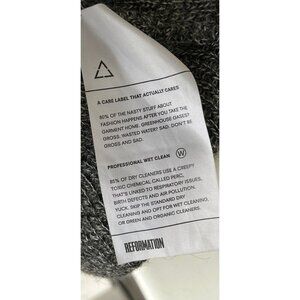 A CARE LABEL THAT ACTUALLY CARES
80% OF THE NASTY STUFF ABOUT
FASHION HAPPENS AFTER YOU TAKE THE
GARMENT HOME. GREENHOUSE GASES?
GROSS. WASTED WATER? SAD. DON'T BE
GROSS AND SAD.
PROFESSIONAL WET CLEAN W
85% OF DRY CLEANERS USE A CREEPY
TOXIC CHEMICAL CALLED PERC,
THAT'S LINKED TO RESPIRATORY ISSUES,
BIRTH DEFECTS AND AIR POLLUTION.
YUCK. SKIP THE STANDARD DRY
CLEANING AND OPT FOR WET CLEANING,
OR GREEN AND ORGANIC CLEANERS.
REFORMATION